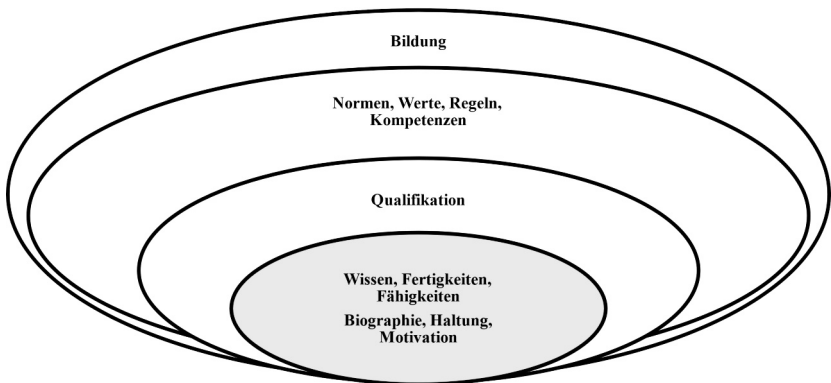 Bildung
Normen, Werte, Regeln,
Kompetenzen
Qualifikation
Wissen, Fertigkeiten,
Fähigkeiten
Biographie, Haltung,
Motivation